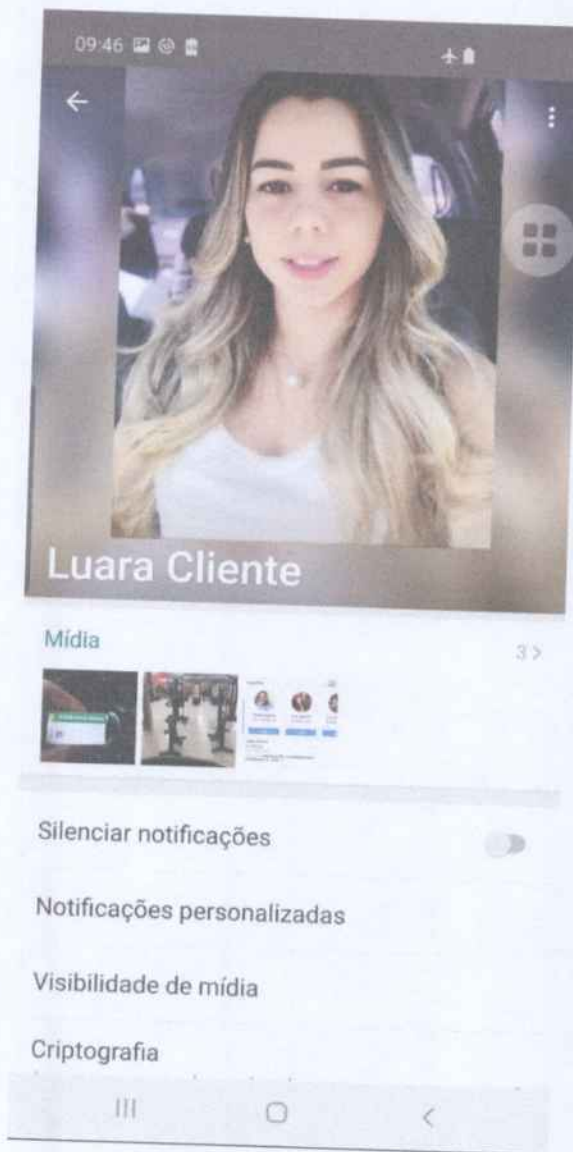 09:46
Luara Cliente
Mídia
3 >
Silenciar notificações
Notificações personalizadas
Visibilidade de mídia
Criptografia